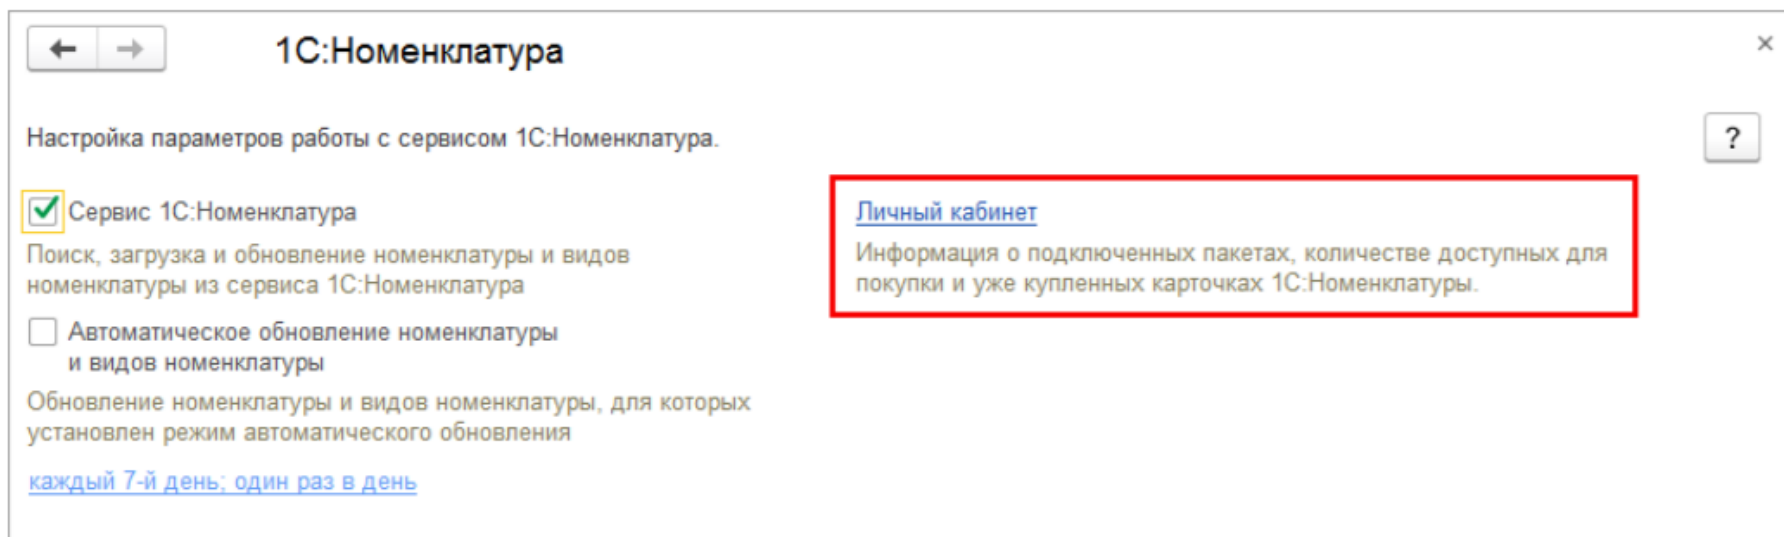 1С:Номенклатура
Настройка параметров работы с сервисом 1С:Номенклатура.
?
Сервис 1С:Номенклатура
Поиск, загрузка и обновление номенклатуры и видов
номенклатуры из сервиса 1С:Номенклатура
Автоматическое обновление номенклатуры
и видов номенклатуры
Обновление номенклатуры и видов номенклатуры, для которых
установлен режим автоматического обновления
каждый 7-й день; один раз в день
Личный кабинет
Информация о подключенных пакетах, количестве доступных для
покупки и уже купленных карточках 1С:Номенклатуры.